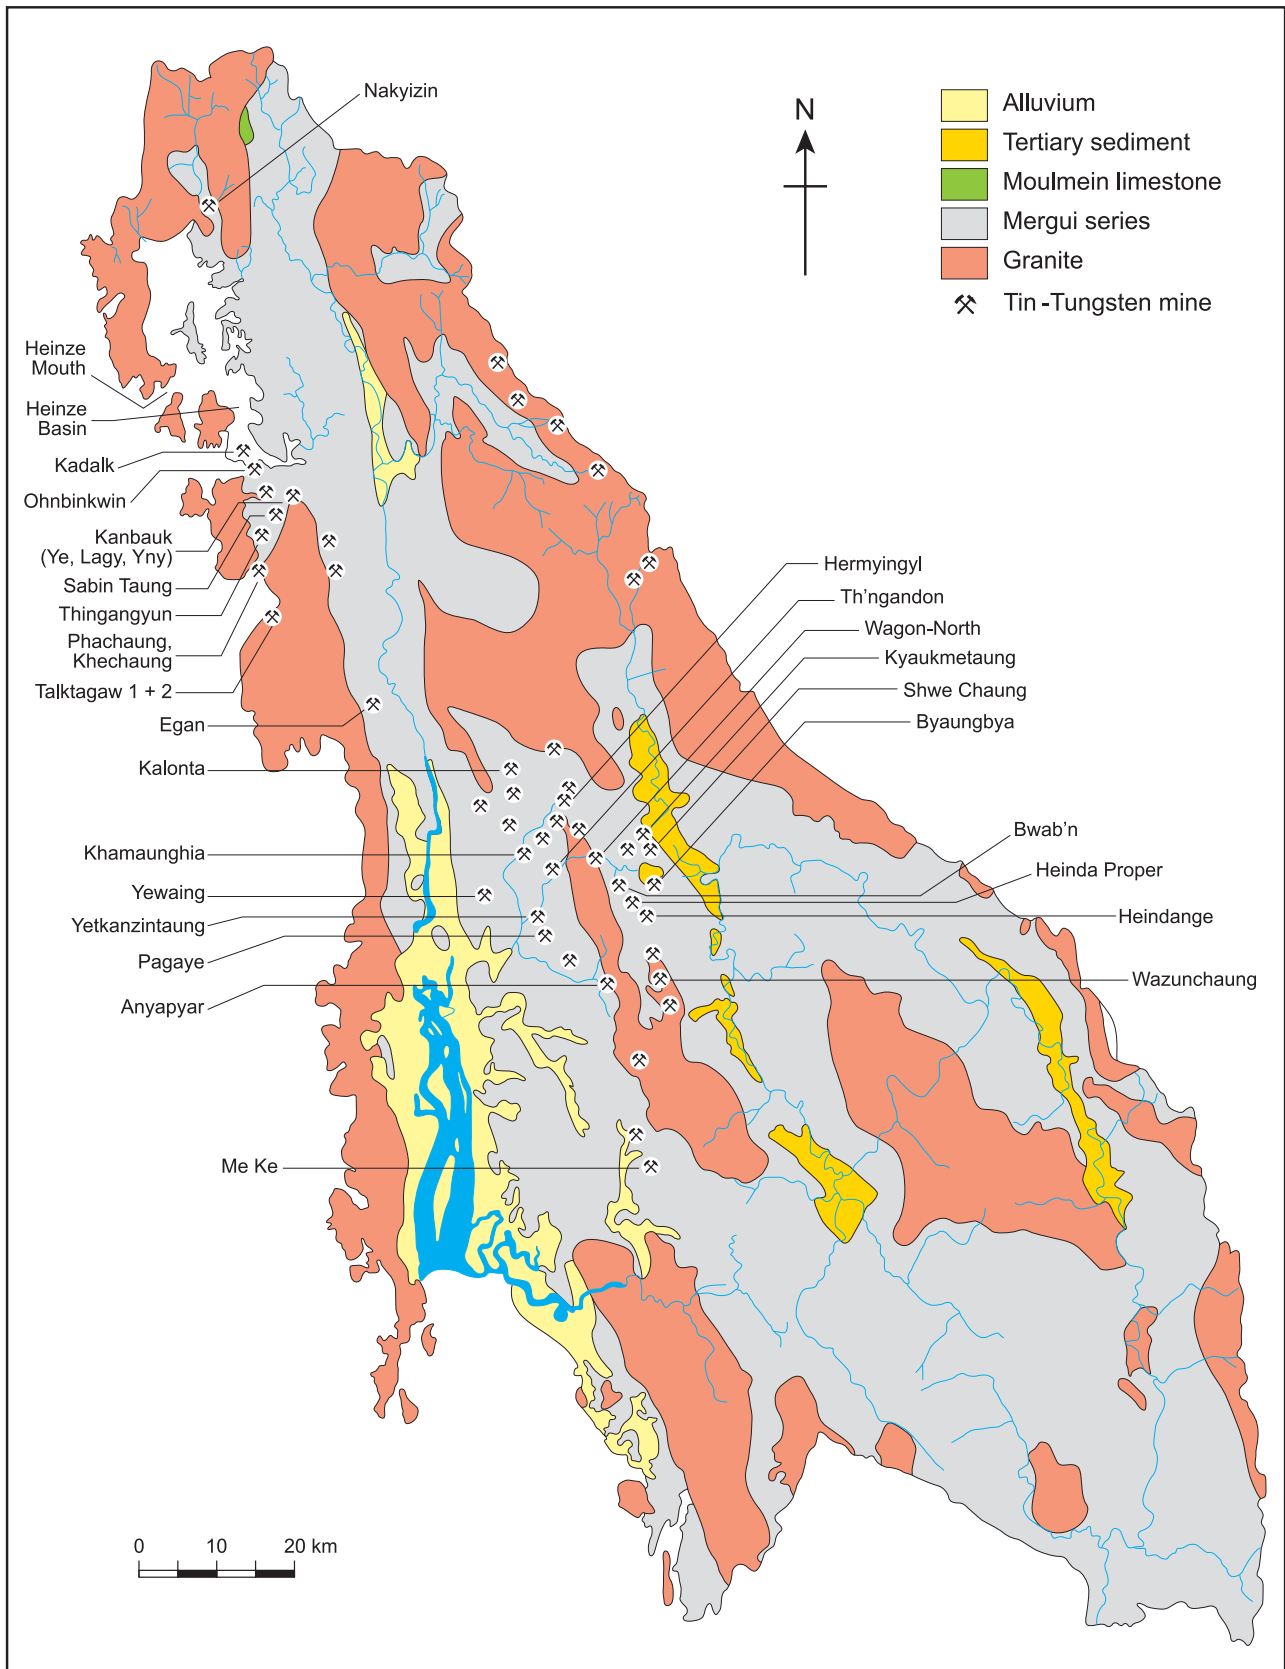 Nakyizin
N
Alluvium
Tertiary sediment
Moulmein limestone
Mergui series
Granite
Tin -Tungsten mine
Heinze
Mouth
Heinze
Basin
Kadalk
Ohnbinkwin
Kanbauk
(Ye, Lagy, Yny)
Sabin Taung
Thingangyun
Phachaung,
Khechaung
Talktagaw 1 + 2
Egan
Kalonta
Khamaunghia
Yewaing
Yetkanzintaung
Pagaye
Anyapyar
Me Ke
Hermyingyl
Th'ngandon
Wagon-North
Kyaukmetaung
Shwe Chaung
Byaungbya
Bwab'n
Heinda Proper
Heindange
Wazunchaung
0 10 20 km